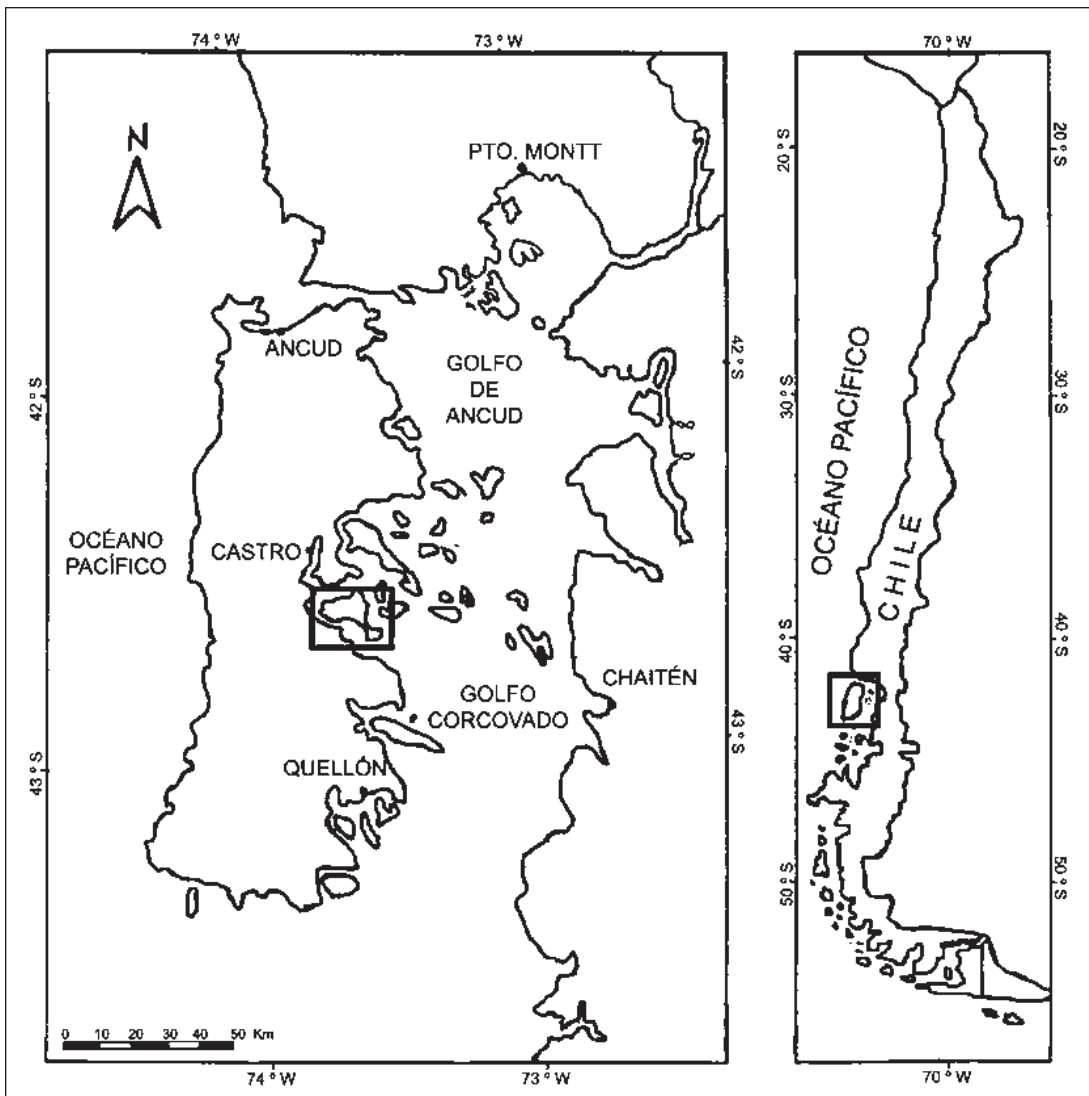 74° W
73° W
N
PTO. MONTT
ANCUD
GOLFO
DE
ANCUD
42° S
42° S
OCÉANO
PACÍFICO
CASTRO
CHAITÉN
GOLFO
CORCOVADO
43° S
43° S
QUELLÓN
0 10 20 30 40 50 Km
74° W
73° W
70° W
20° S
20° S
OCÉANO PACÍFICO
30° S
30° S
CHILE
40° S
40° S
50° S
50° S
70° W